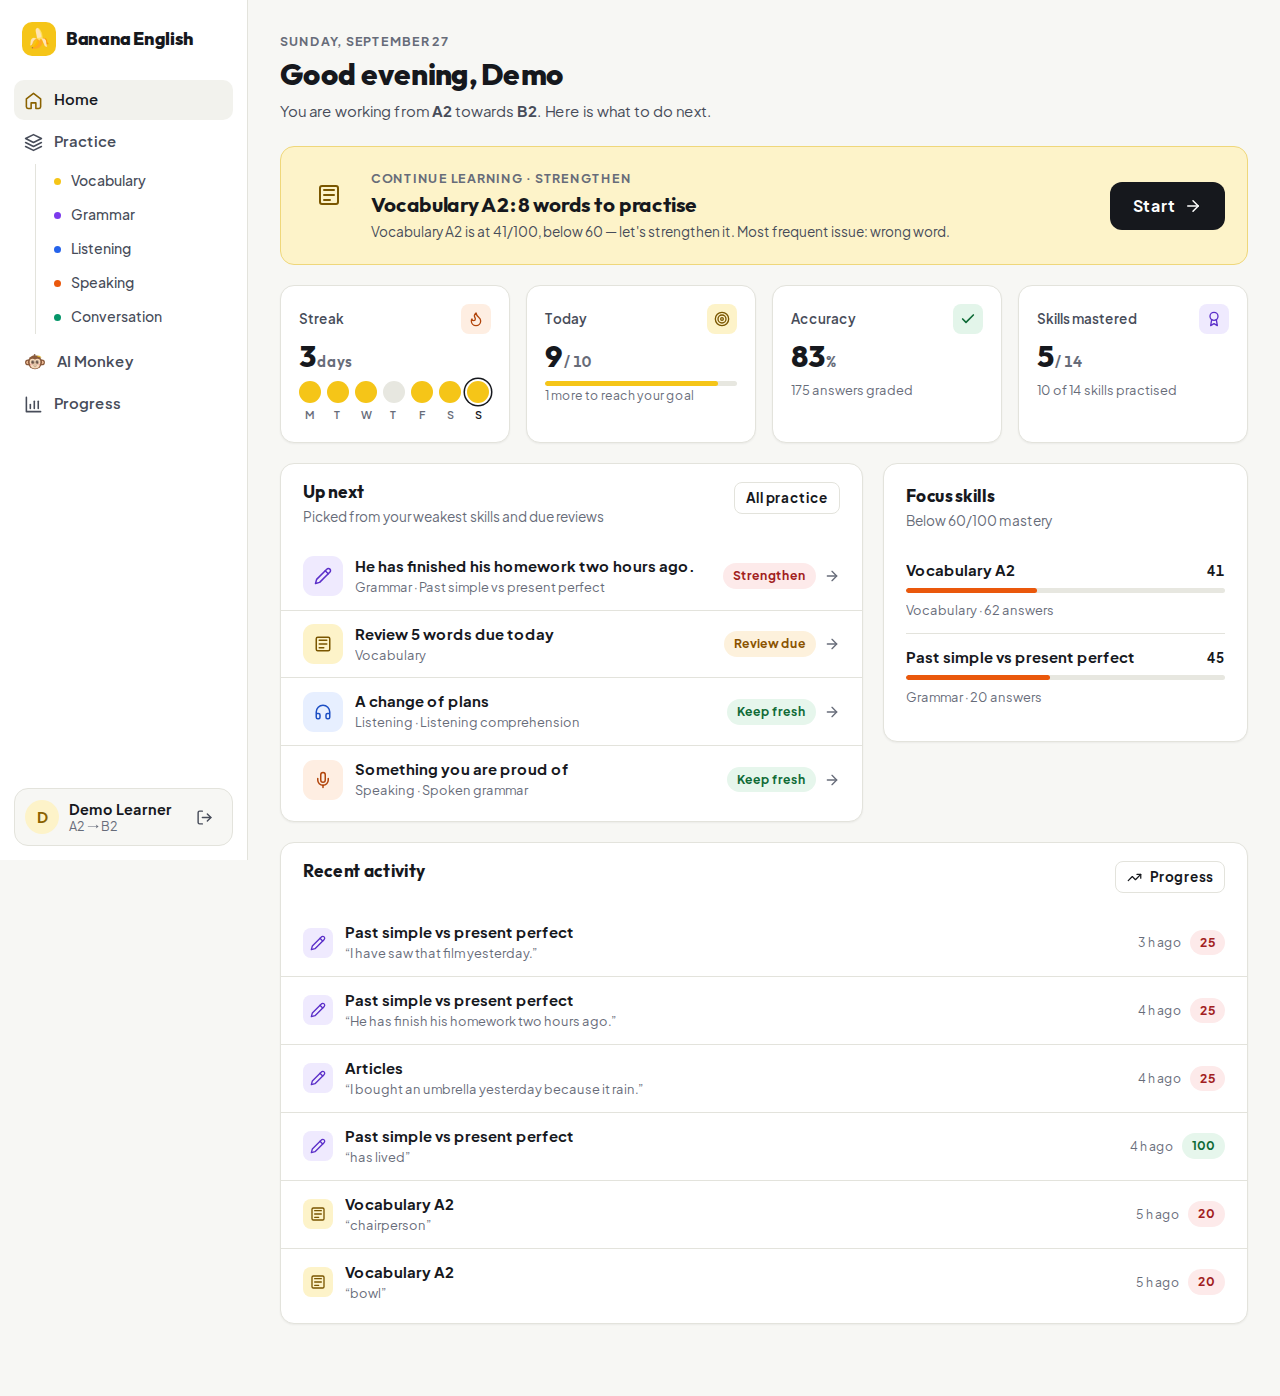 Banana English
Home
Practice
Vocabulary
Grammar
Listening
Speaking
Conversation
AI Monkey
Progress
D
Demo Learner
A2 → B2
SUNDAY, SEPTEMBER 27
Good evening, Demo
You are working from A2 towards B2. Here is what to do next.
CONTINUE LEARNING · STRENGTHEN
Vocabulary A2: 8 words to practise
Vocabulary A2 is at 41/100, below 60 — let's strengthen it. Most frequent issue: wrong word.
Start
Streak
3 days
M T W T F S S
Today
9 / 10
1 more to reach your goal
Accuracy
83%
175 answers graded
Skills mastered
5 / 14
10 of 14 skills practised
Up next
Picked from your weakest skills and due reviews
All practice
He has finished his homework two hours ago.
Grammar · Past simple vs present perfect
Strengthen
Review 5 words due today
Vocabulary
Review due
A change of plans
Listening · Listening comprehension
Keep fresh
Something you are proud of
Speaking · Spoken grammar
Keep fresh
Focus skills
Below 60/100 mastery
Vocabulary A2 41
Vocabulary · 62 answers
Past simple vs present perfect 45
Grammar · 20 answers
Recent activity
Progress
Past simple vs present perfect
“I have saw that film yesterday.”
3 h ago 25
Past simple vs present perfect
“He has finish his homework two hours ago.”
4 h ago 25
Articles
“I bought an umbrella yesterday because it rain.”
4 h ago 25
Past simple vs present perfect
“has lived”
4 h ago 100
Vocabulary A2
“chairperson”
5 h ago 20
Vocabulary A2
“bowl”
5 h ago 20